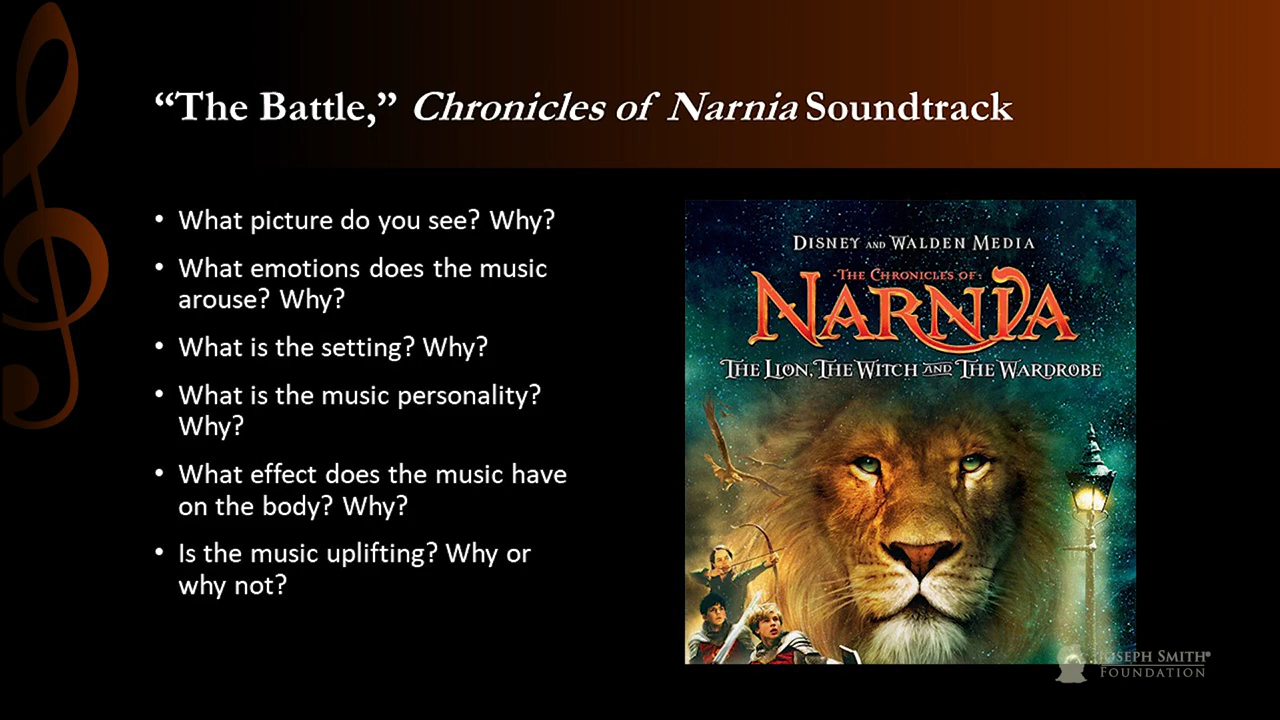 “The Battle,” Chronicles of Narnia Soundtrack
• What picture do you see? Why?
• What emotions does the music
arouse? Why?
• What is the setting? Why?
• What is the music personality?
Why?
• What effect does the music have
on the body? Why?
• Is the music uplifting? Why or
why not?
DISNEY AND WALDEN MEDIA
THE CHRONICLES OF
NARNIA
THE LION, THE WITCH AND THE WARDROBE
JOSEPH SMITH®
FOUNDATION